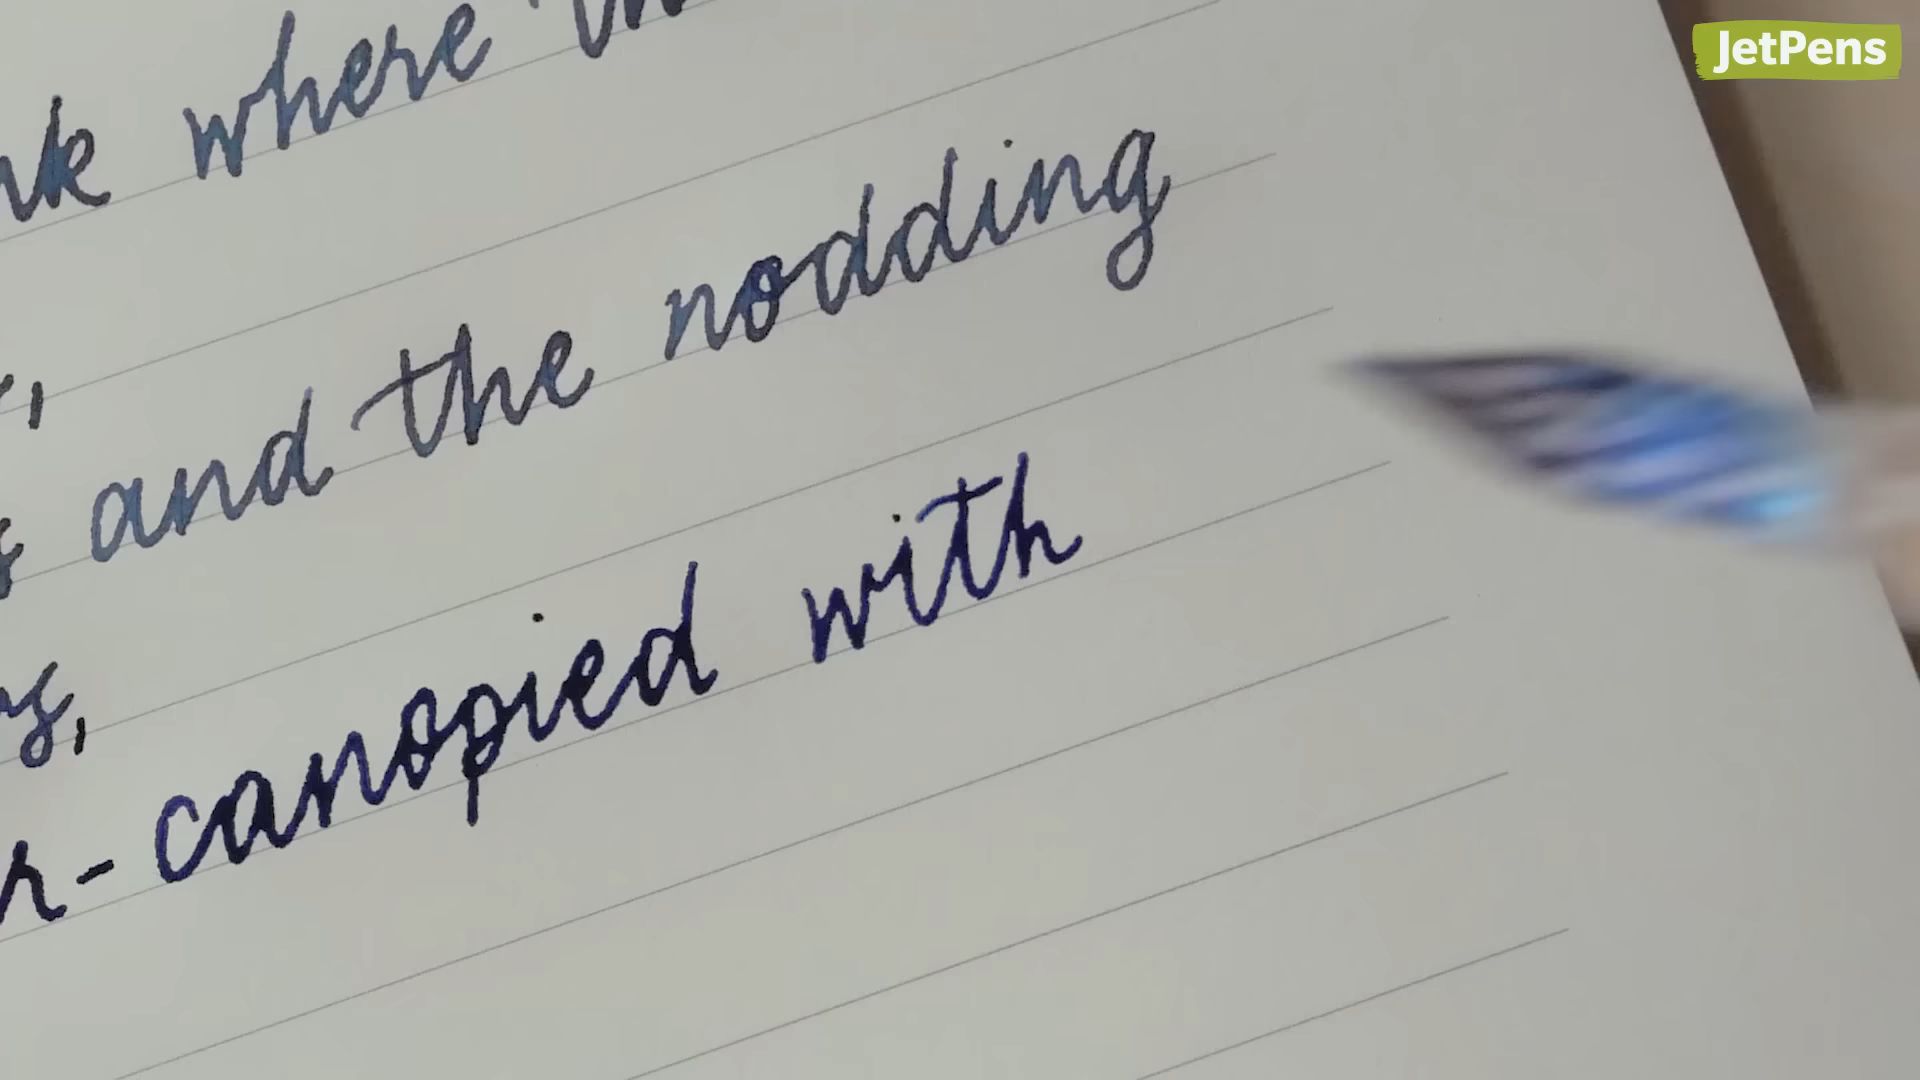 JetPens
where
and the nodding
r-canopied with